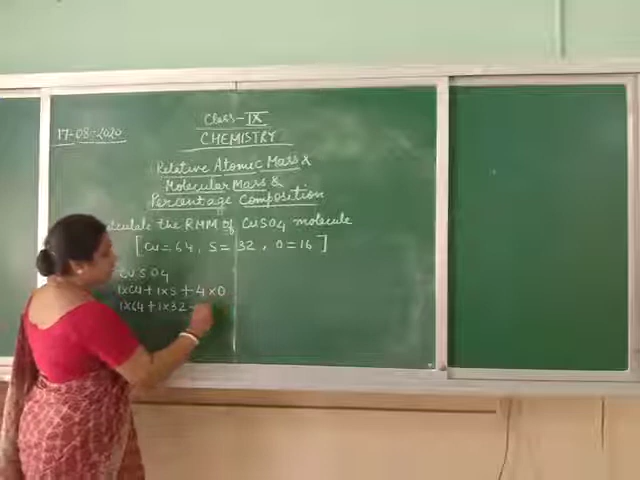 Class - IX
17-08-2020
CHEMISTRY
Relative Atomic Mass,
Molecular Mass &
Percentage Composition
calculate the RMM of CuSO4 molecule
[Cu = 64, S = 32, O = 16]
CuSO4
1×Cu + 1×S + 4×O
1×64 + 1×32